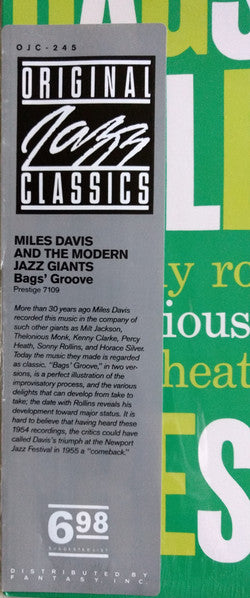 OJC-245
ORIGINAL
Jazz
CLASSICS
MILES DAVIS
AND THE MODERN
JAZZ GIANTS
Bags' Groove
Prestige 7109
More than 30 years ago Miles Davis
recorded this music in the company of
such other giants as Milt Jackson,
Thelonious Monk, Kenny Clarke, Percy
Heath, Sonny Rollins, and Horace Silver.
Today the music they made is regarded
as classic. "Bags' Groove," in two ver-
sions, is a perfect illustration of the
improvisatory process, and the various
delights that can develop from take to
take; the date with Rollins reveals his
development toward major status. It is
hard to believe that having heard these
1954 recordings, the critics could have
called Davis's triumph at the Newport
Jazz Festival in 1955 a "comeback."
698
SUGGESTED LIST
DISTRIBUTED BY
FANTASY, INC.
AGS
LI
y ro
ious
heat
ES